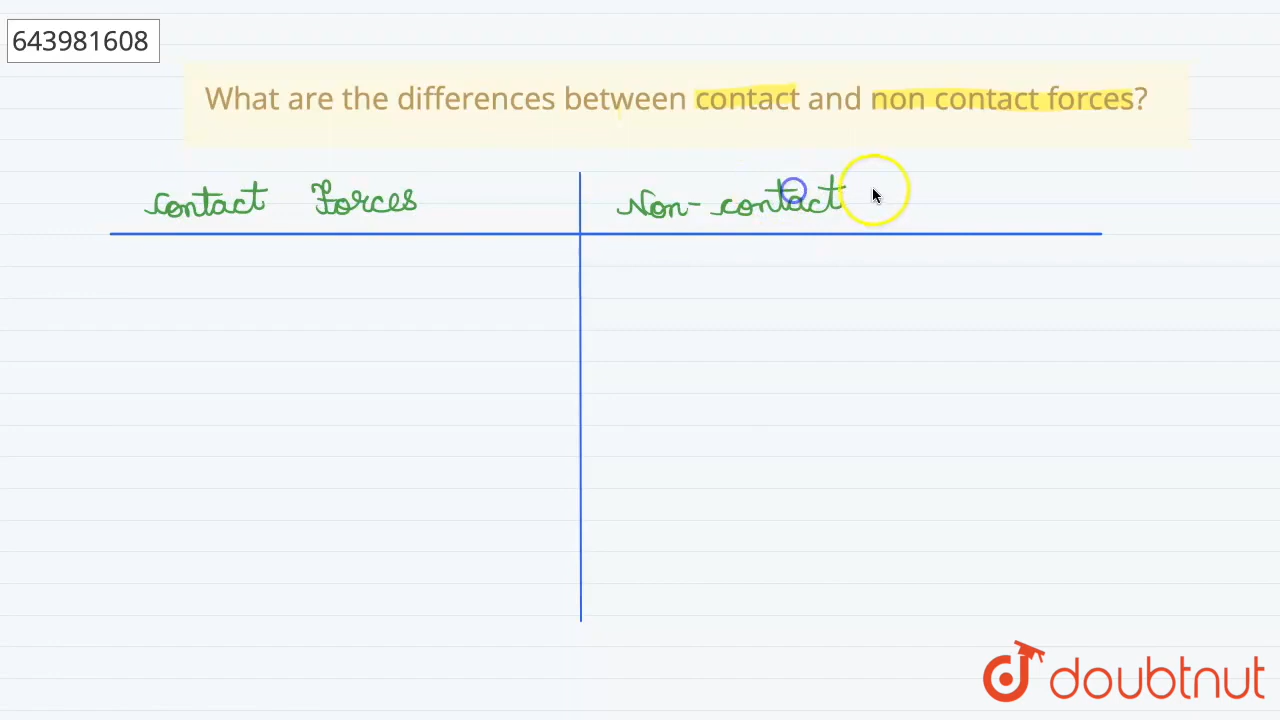 643981608
What are the differences between contact and non contact forces?
Contact Forces
Non-contact
doubtnut